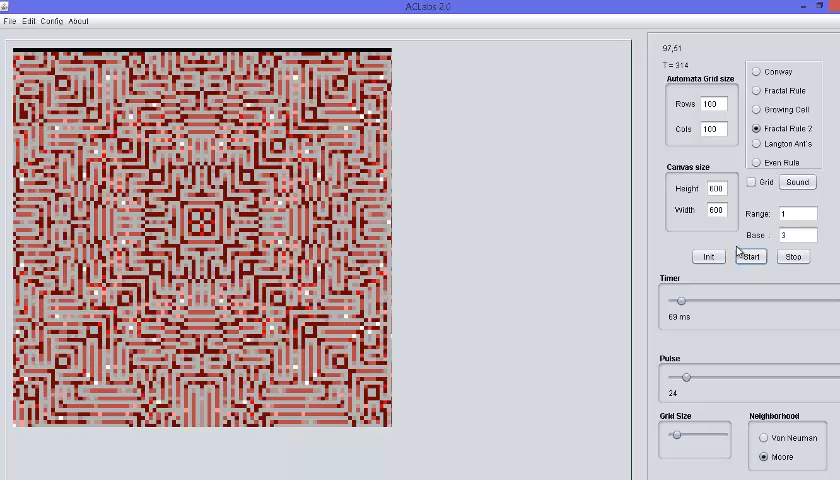 ACLabs 2.0
File Edit Config About
97,51
T = 314
Automata Grid size
Rows 100
Cols 100
Conway
Fractal Rule
Growing Cell
Fractal Rule 2
Langton Ant's
Even Rule
Canvas size
Height 600
Width 600
Grid Sound
Range: 1
Base : 3
Init Start Stop
Timer
69 ms
Pulse
24
Grid Size
Neighborhood
Von Neuman
Moore